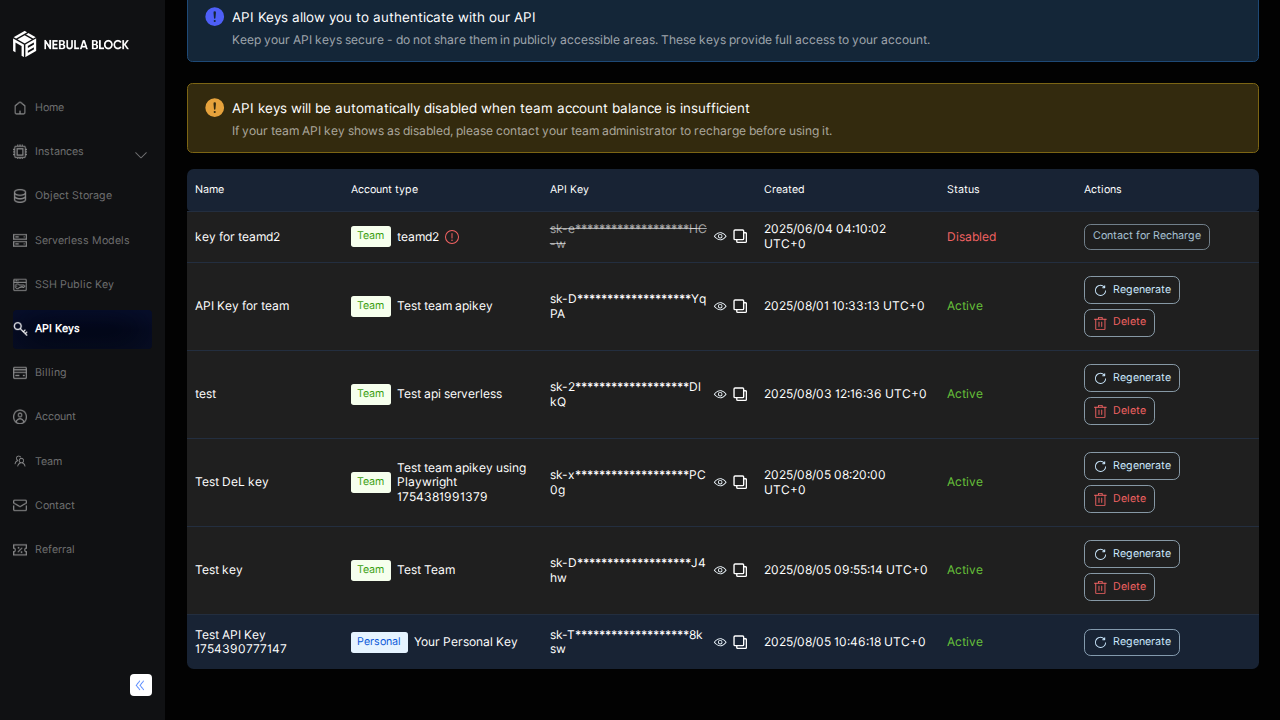 API Keys allow you to authenticate with our API
Keep your API keys secure - do not share them in publicly accessible areas. These keys provide full access to your account.
NEBULA BLOCK
Home
Instances
Object Storage
Serverless Models
SSH Public Key
API Keys
Billing
Account
Team
Contact
Referral
API keys will be automatically disabled when team account balance is insufficient
If your team API key shows as disabled, please contact your team administrator to recharge before using it.
Name Account type API Key Created Status Actions
key for teamd2 Team teamd2 sk-e********************HC 2025/06/04 04:10:02 Disabled Contact for Recharge
-w UTC+0
API Key for team Team Test team apikey sk-D********************Yq 2025/08/01 10:33:13 UTC+0 Active Regenerate
PA Delete
test Team Test api serverless sk-2********************DI 2025/08/03 12:16:36 UTC+0 Active Regenerate
kQ Delete
Test DeL key Team Test team apikey using sk-x********************PC 2025/08/05 08:20:00 Active Regenerate
Playwright 0g UTC+0 Delete
1754381991379
Test key Team Test Team sk-D********************J4 2025/08/05 09:55:14 UTC+0 Active Regenerate
hw Delete
Test API Key Personal Your Personal Key sk-T********************8k 2025/08/05 10:46:18 UTC+0 Active Regenerate
1754390777147 sw